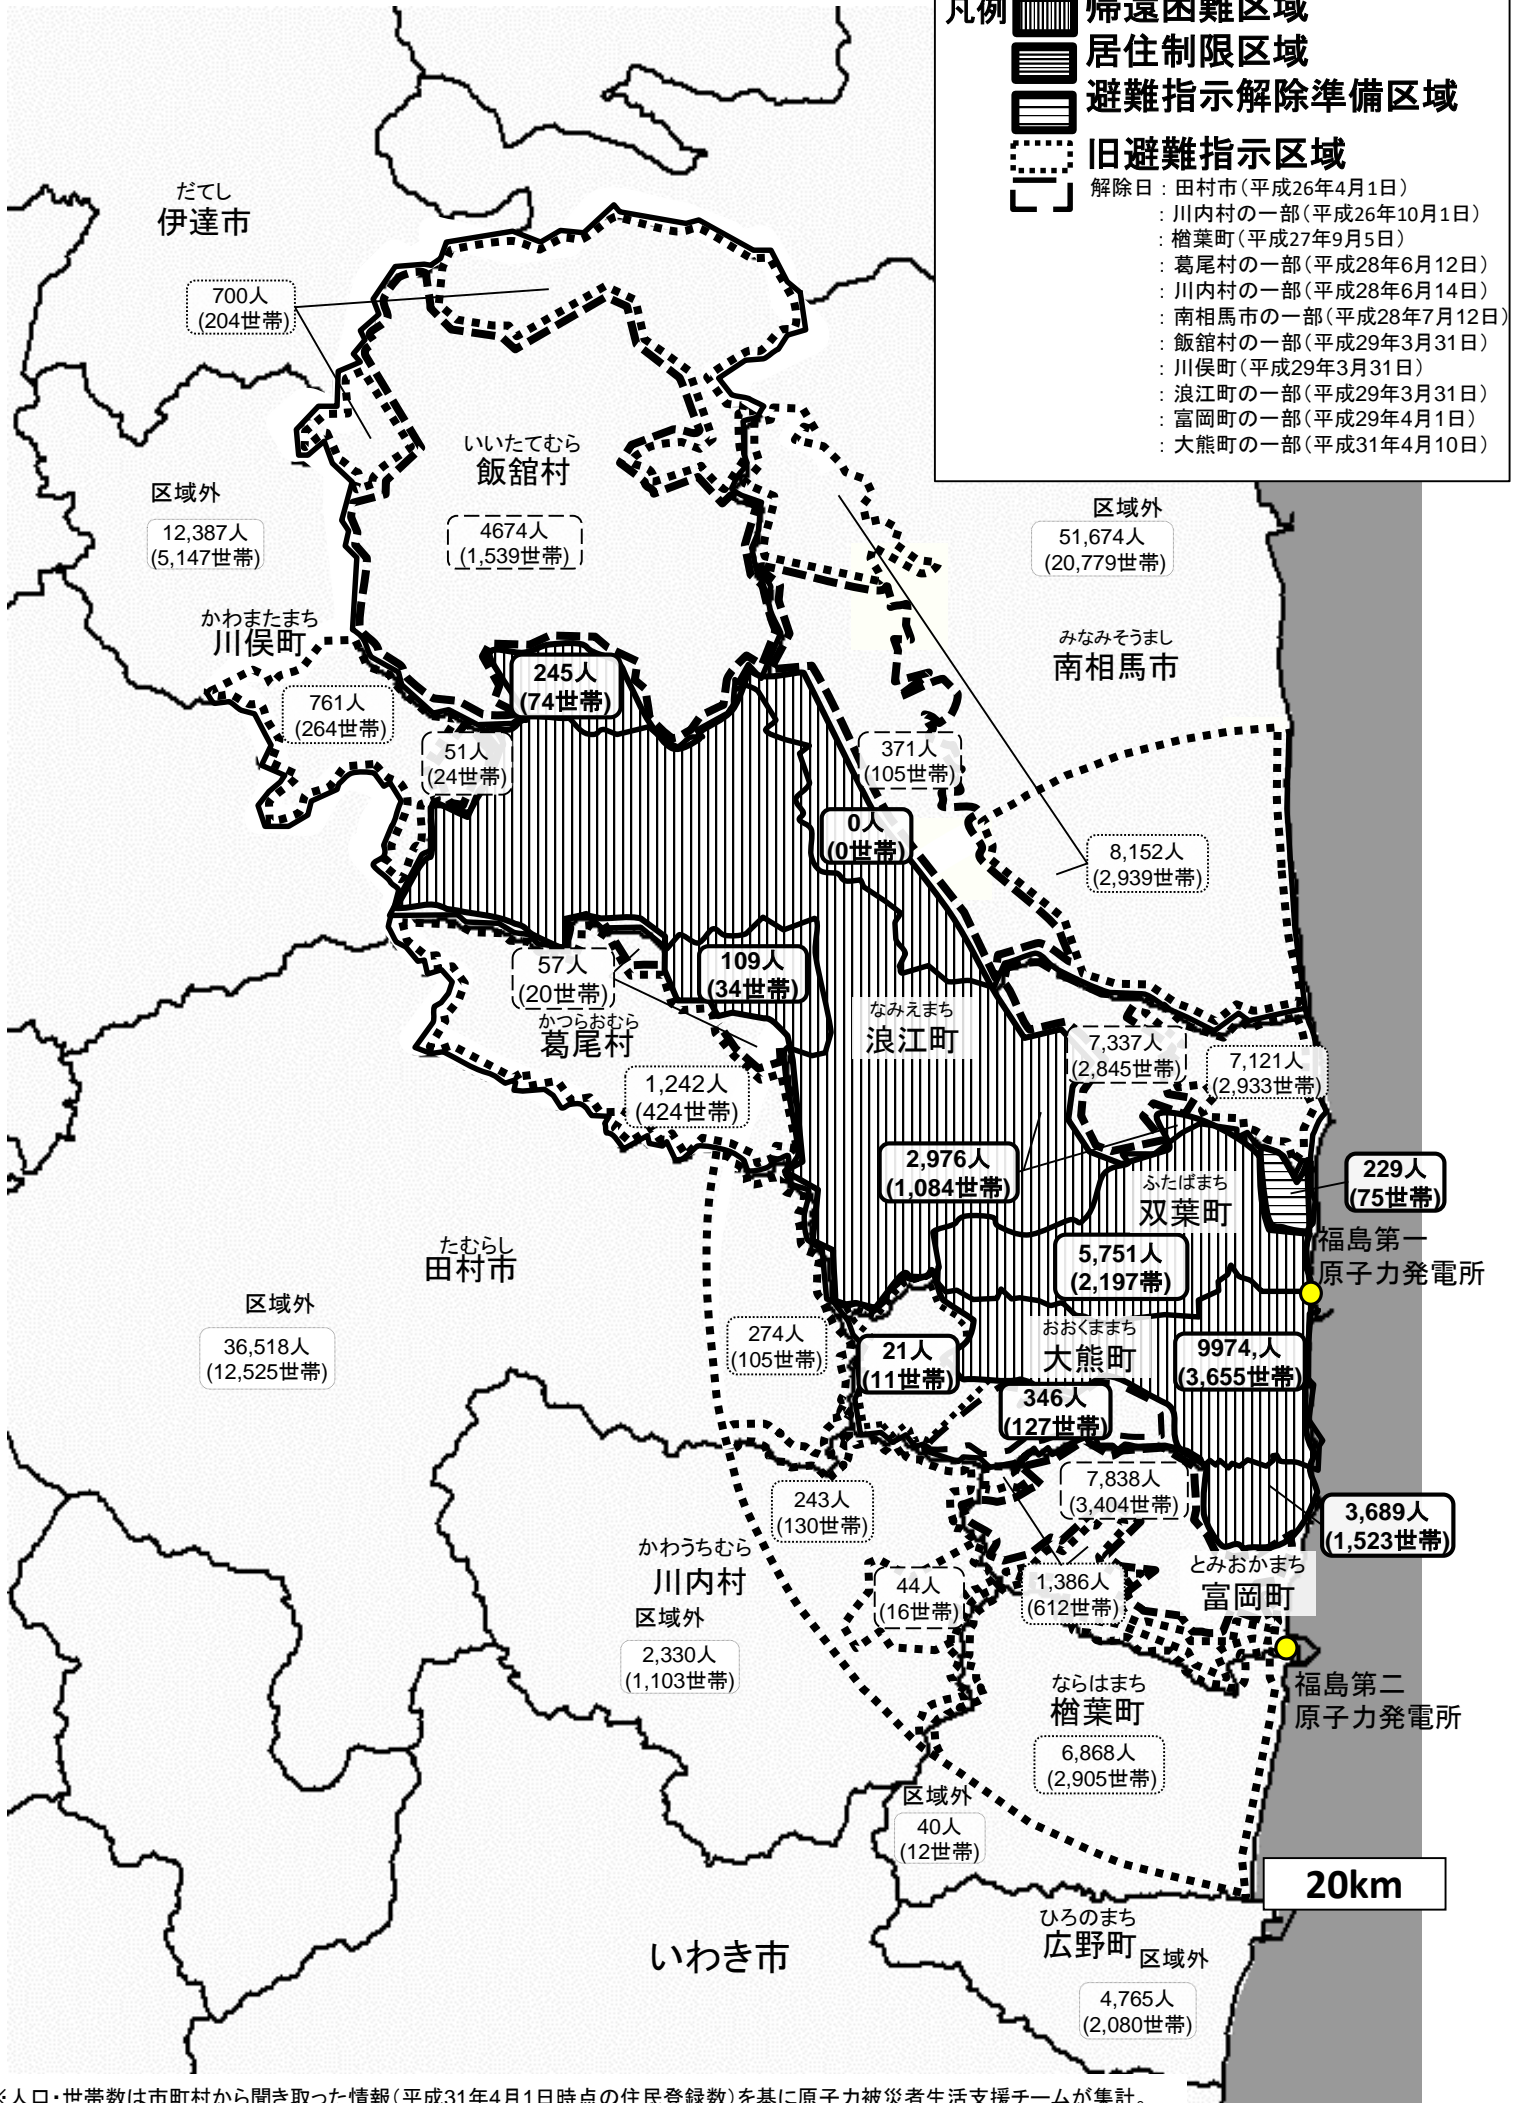 凡例
帰還困難区域
居住制限区域
避難指示解除準備区域
旧避難指示区域
解除日：田村市（平成26年4月1日）
：川内村の一部（平成26年10月1日）
：楢葉町（平成27年9月5日）
：葛尾村の一部（平成28年6月12日）
：川内村の一部（平成28年6月14日）
：南相馬市の一部（平成28年7月12日）
：飯舘村の一部（平成29年3月31日）
：川俣町（平成29年3月31日）
：浪江町の一部（平成29年3月31日）
：富岡町の一部（平成29年4月1日）
：大熊町の一部（平成31年4月10日）
だてし
伊達市
700人
(204世帯)
いいたてむら
飯舘村
4674人
(1,539世帯)
区域外
12,387人
(5,147世帯)
かわまたまち
川俣町
761人
(264世帯)
51人
(24世帯)
245人
(74世帯)
区域外
51,674人
(20,779世帯)
みなみそうまし
南相馬市
371人
(105世帯)
0人
(0世帯)
8,152人
(2,939世帯)
57人
(20世帯)
109人
(34世帯)
かつらおむら
葛尾村
1,242人
(424世帯)
なみえまち
浪江町
7,337人
(2,845世帯)
7,121人
(2,933世帯)
2,976人
(1,084世帯)
229人
(75世帯)
ふたばまち
双葉町
5,751人
(2,197帯)
福島第一
原子力発電所
たむらし
田村市
区域外
36,518人
(12,525世帯)
274人
(105世帯)
21人
(11世帯)
おおくままち
大熊町
9974,人
(3,655世帯)
346人
(127世帯)
7,838人
(3,404世帯)
3,689人
(1,523世帯)
243人
(130世帯)
かわうちむら
川内村
区域外
2,330人
(1,103世帯)
44人
(16世帯)
1,386人
(612世帯)
とみおかまち
富岡町
福島第二
原子力発電所
ならはまち
楢葉町
6,868人
(2,905世帯)
区域外
40人
(12世帯)
20km
ひろのまち
広野町
区域外
4,765人
(2,080世帯)
いわき市
※人口・世帯数は市町村から聞き取った情報（平成31年4月1日時点の住民登録数）を基に原子力被災者生活支援チームが集計。